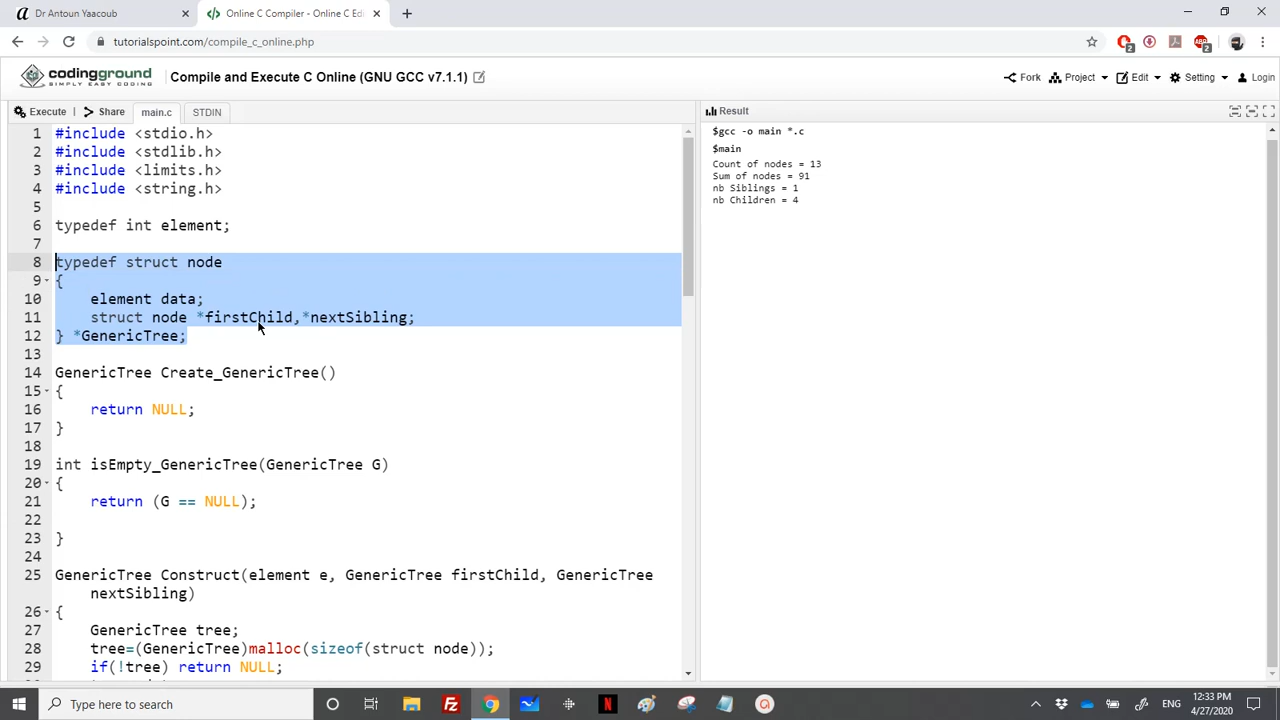 Dr Antoun Yaacoub
Online C Compiler - Online C Edi
tutorialspoint.com/compile_c_online.php
codingground
SIMPLY EASY CODING
Compile and Execute C Online (GNU GCC v7.1.1)
Fork
Project
Edit
Setting
Login
Execute
Share
main.c
STDIN
1 #include <stdio.h>
2 #include <stdlib.h>
3 #include <limits.h>
4 #include <string.h>
5
6 typedef int element;
7
8 typedef struct node
9 {
10 element data;
11 struct node *firstChild,*nextSibling;
12 } *GenericTree;
13
14 GenericTree Create_GenericTree()
15 {
16 return NULL;
17 }
18
19 int isEmpty_GenericTree(GenericTree G)
20 {
21 return (G == NULL);
22
23 }
24
25 GenericTree Construct(element e, GenericTree firstChild, GenericTree
nextSibling)
26 {
27 GenericTree tree;
28 tree=(GenericTree)malloc(sizeof(struct node));
29 if(!tree) return NULL;
Result
$gcc -o main *.c
$main
Count of nodes = 13
Sum of nodes = 91
nb Siblings = 1
nb Children = 4
2
2
ABP
Type here to search
ENG
12:33 PM
4/27/2020